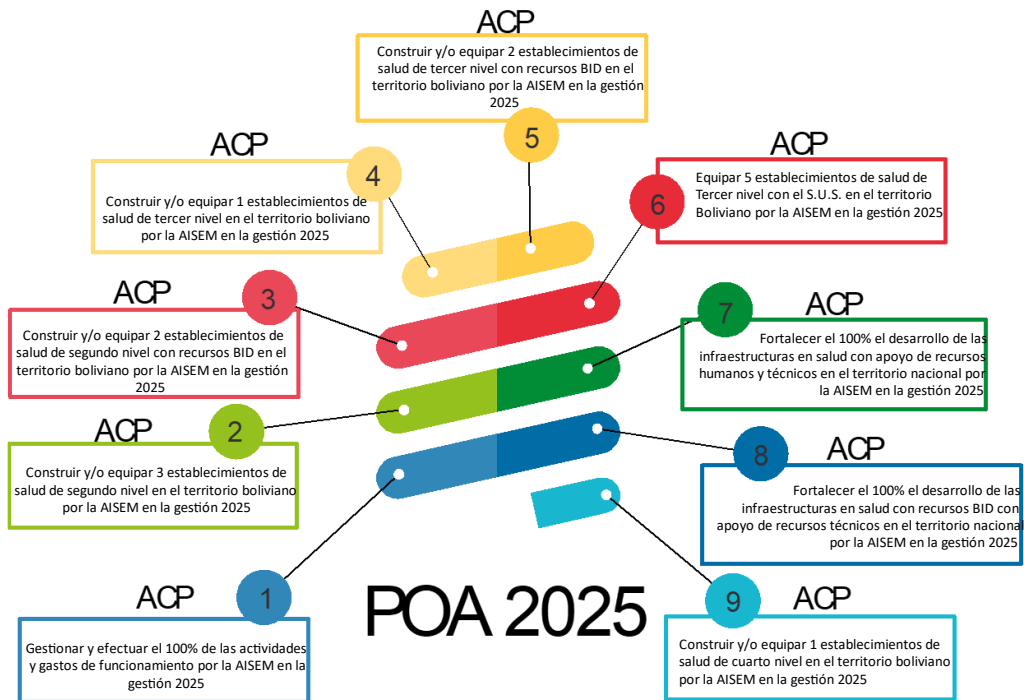 ACP
5
Construir y/o equipar 2 establecimientos de
salud de tercer nivel con recursos BID en el
territorio boliviano por la AISEM en la gestión
2025
ACP
4
Construir y/o equipar 1 establecimientos de
salud de tercer nivel en el territorio boliviano
por la AISEM en la gestión 2025
ACP
6
Equipar 5 establecimientos de salud de
Tercer nivel con el S.U.S. en el territorio
Boliviano por la AISEM en la gestión 2025
ACP
3
Construir y/o equipar 2 establecimientos de
salud de segundo nivel con recursos BID en el
territorio boliviano por la AISEM en la gestión
2025
ACP
7
Fortalecer el 100% el desarrollo de las
infraestructuras en salud con apoyo de recursos
humanos y técnicos en el territorio nacional por
la AISEM en la gestión 2025
ACP
2
Construir y/o equipar 3 establecimientos de
salud de segundo nivel en el territorio boliviano
por la AISEM en la gestión 2025
ACP
8
Fortalecer el 100% el desarrollo de las
infraestructuras en salud con recursos BID con
apoyo de recursos técnicos en el territorio nacional
por la AISEM en la gestión 2025
ACP
1
Gestionar y efectuar el 100% de las actividades
y gastos de funcionamiento por la AISEM en la
gestión 2025
POA 2025
ACP
9
Construir y/o equipar 1 establecimientos de
salud de cuarto nivel en el territorio boliviano
por la AISEM en la gestión 2025